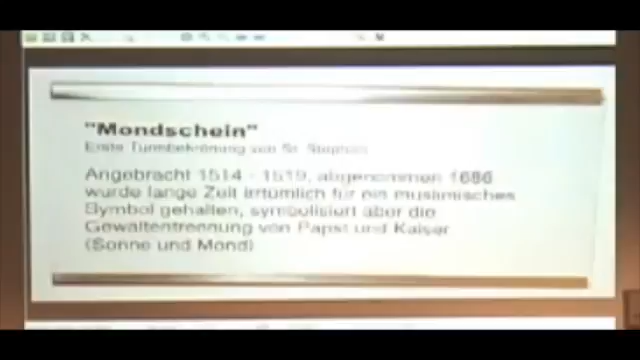 "Mondschein"
Erste Turmbekrönung von St. Stephan
Angebracht 1514 - 1519, abgenommen 1686
wurde lange Zeit irrtümlich für ein muslimisches
Symbol gehalten, symbolisiert aber die
Gewaltentrennung von Papst und Kaiser
(Sonne und Mond)